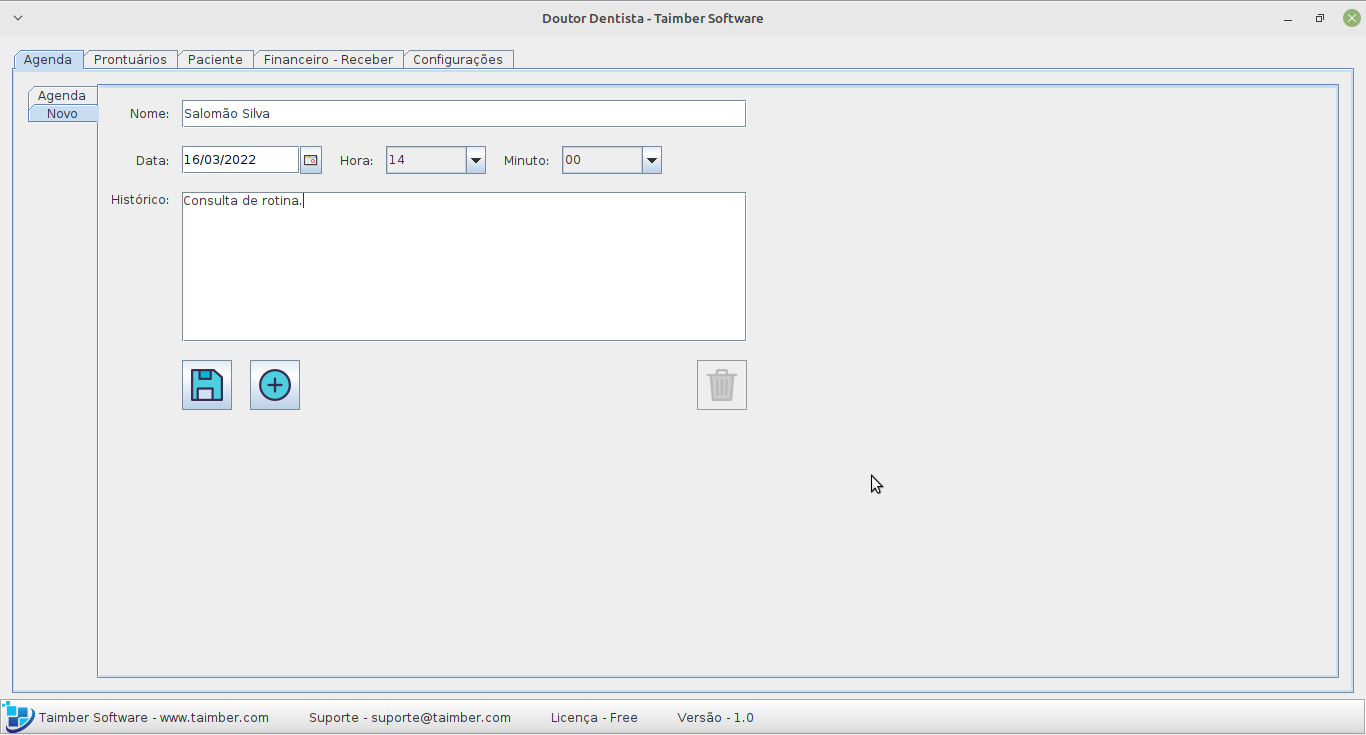 Doutor Dentista - Taimber Software
Agenda Prontuários Paciente Financeiro - Receber Configurações
Agenda
Novo
Nome: Salomão Silva
Data: 16/03/2022 Hora: 14 Minuto: 00
Histórico: Consulta de rotina.
Taimber Software - www.taimber.com Suporte - suporte@taimber.com Licença - Free Versão - 1.0